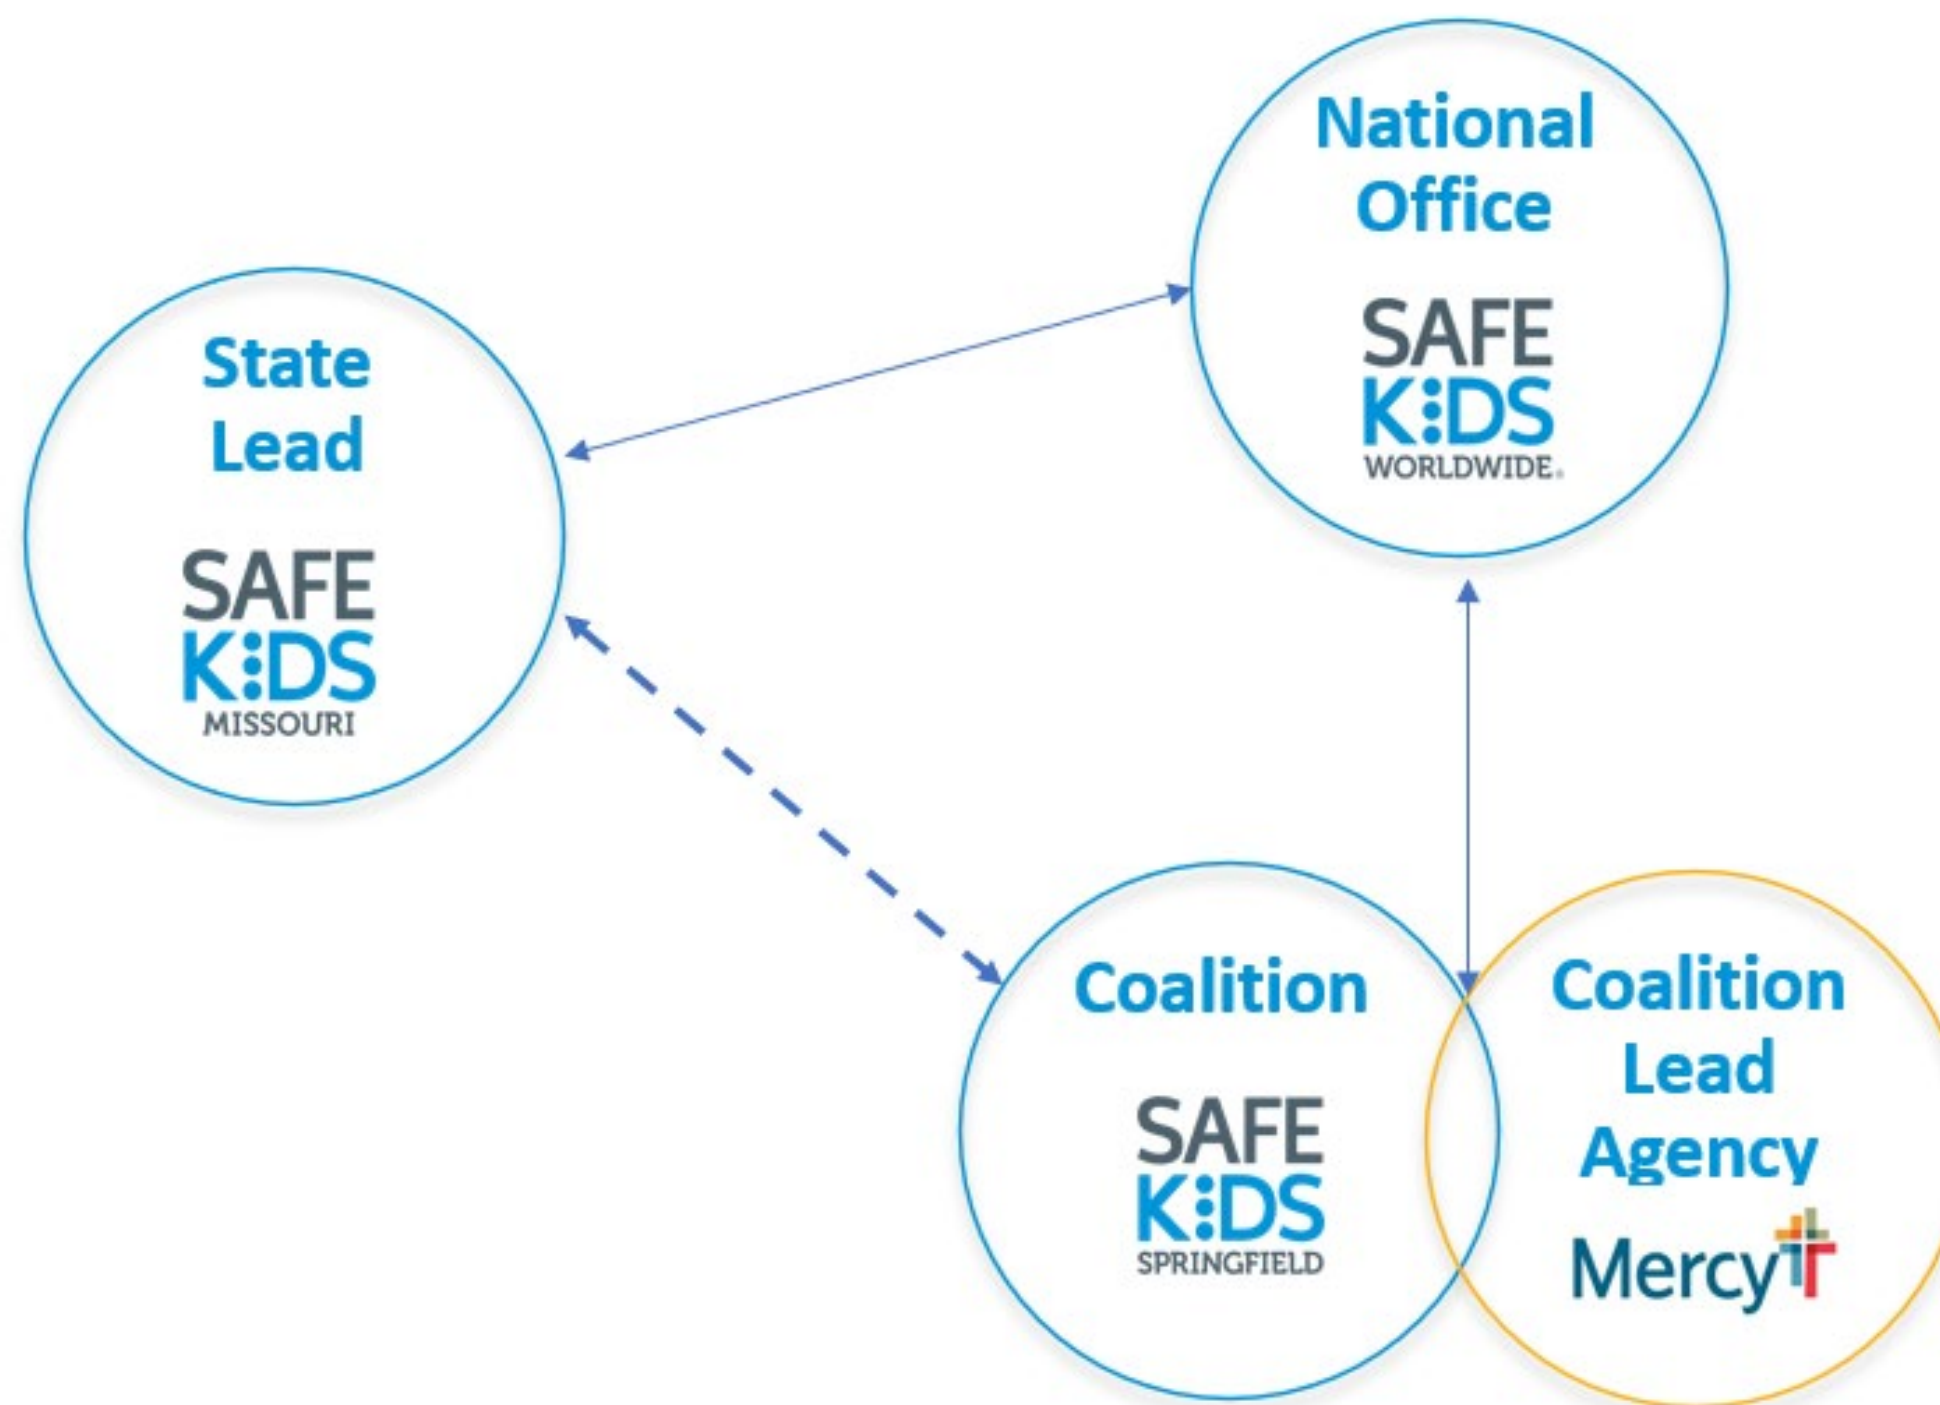 National
Office
SAFE
KIDS
WORLDWIDE®
State
Lead
SAFE
KIDS
MISSOURI
Coalition
SAFE
KIDS
SPRINGFIELD
Coalition
Lead
Agency
Mercy